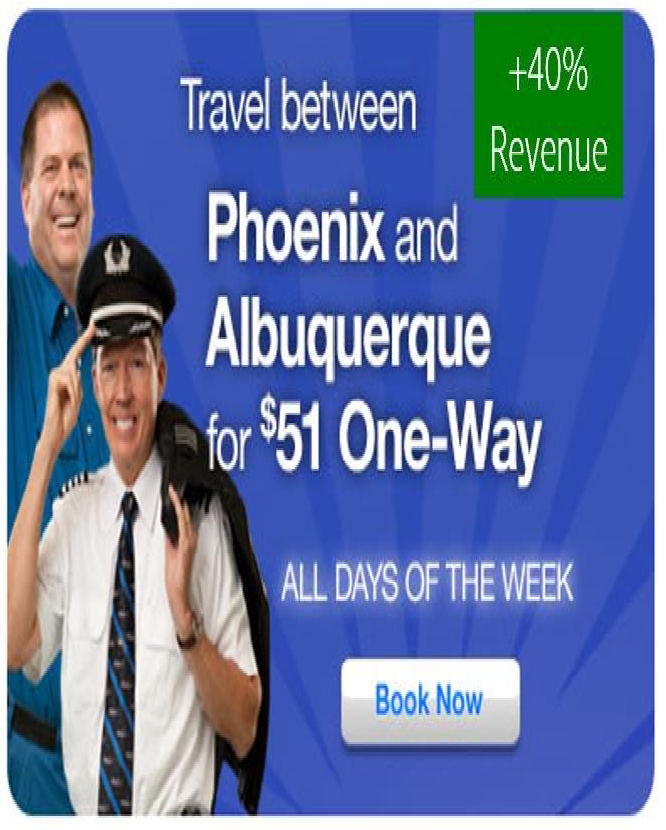 +40%
Revenue
Travel between
Phoenix and
Albuquerque
for $51 One-Way
ALL DAYS OF THE WEEK
Book Now